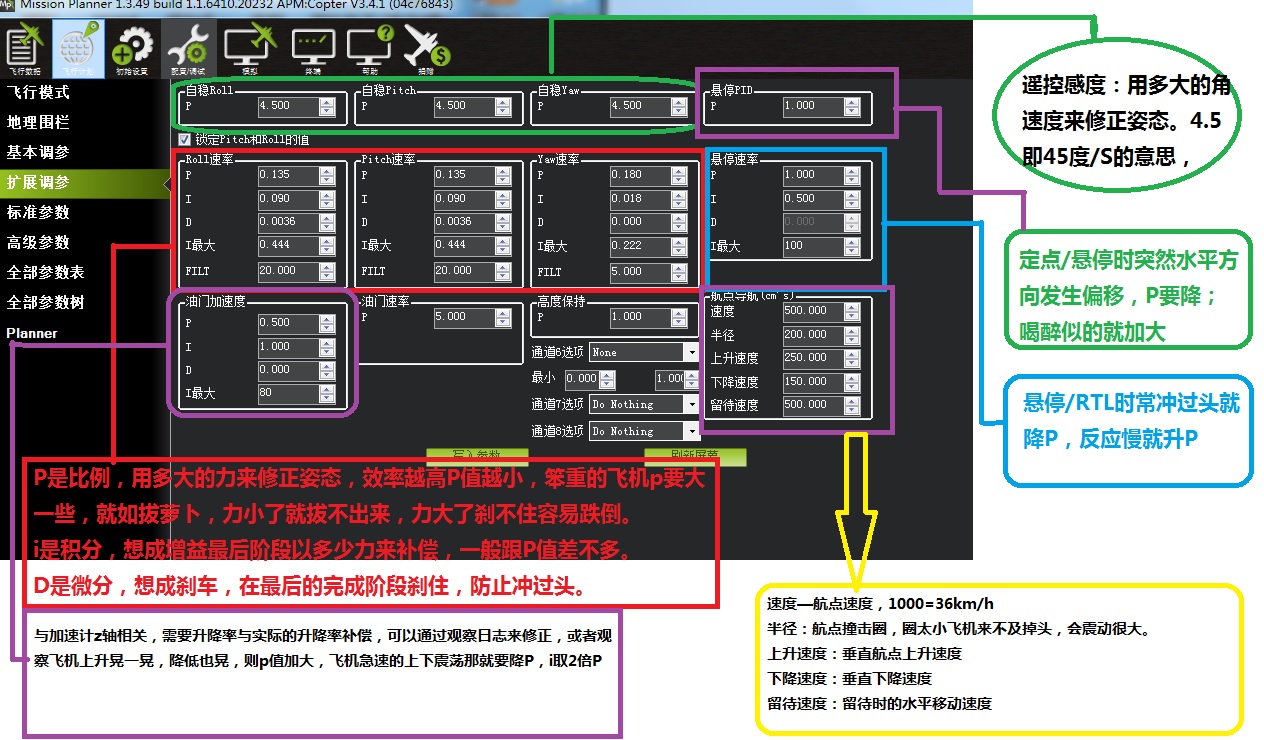 Mission Planner 1.3.49 build 1.1.6410.20232 APM:Copter V3.4.1 (04c76843)
飞行数据
飞行计划
初始设置
配置/调试
模拟
终端
帮助
捐赠
飞行模式
地理围栏
基本调参
扩展调参
标准参数
高级参数
全部参数表
全部参数树
Planner
自稳Roll
P 4.500
自稳Pitch
P 4.500
自稳Yaw
P 4.500
悬停PID
P 1.000
锁定Pitch和Roll的值
Roll速率
P 0.135
I 0.090
D 0.0036
I最大 0.444
FILT 20.000
Pitch速率
P 0.135
I 0.090
D 0.0036
I最大 0.444
FILT 20.000
Yaw速率
P 0.180
I 0.018
D 0.000
I最大 0.222
FILT 5.000
悬停速率
P 1.000
I 0.500
D 0.000
I最大 100
油门加速度
P 0.500
I 1.000
D 0.000
I最大 80
油门速率
P 5.000
高度保持
P 1.000
通道6选项 None
最小 0.000 1.000
通道7选项 Do Nothing
通道8选项 Do Nothing
航点导航(cm's)
速度 500.000
半径 200.000
上升速度 250.000
下降速度 150.000
留待速度 500.000
写入参数
刷新屏幕
遥控感度：用多大的角
速度来修正姿态。4.5
即45度/S的意思，
定点/悬停时突然水平方
向发生偏移，P要降；
喝醉似的就加大
悬停/RTL时常冲过头就
降P，反应慢就升P
P是比例，用多大的力来修正姿态，效率越高P值越小，笨重的飞机p要大
一些，就如拔萝卜，力小了就拔不出来，力大了刹不住容易跌倒。
i是积分，想成增益最后阶段以多少力来补偿，一般跟P值差不多。
D是微分，想成刹车，在最后的完成阶段刹住，防止冲过头。
与加速计z轴相关，需要升降率与实际的升降率补偿，可以通过观察日志来修正，或者观
察飞机上升晃一晃，降低也晃，则p值加大，飞机急速的上下震荡那就要降P，i取2倍P
速度—航点速度，1000=36km/h
半径：航点撞击圈，圈太小飞机来不及掉头，会震动很大。
上升速度：垂直航点上升速度
下降速度：垂直下降速度
留待速度：留待时的水平移动速度